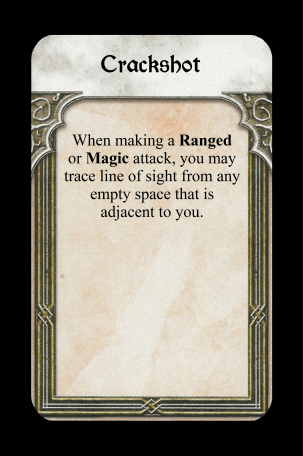 Crackshot
When making a Ranged
or Magic attack, you may
trace line of sight from any
empty space that is
adjacent to you.